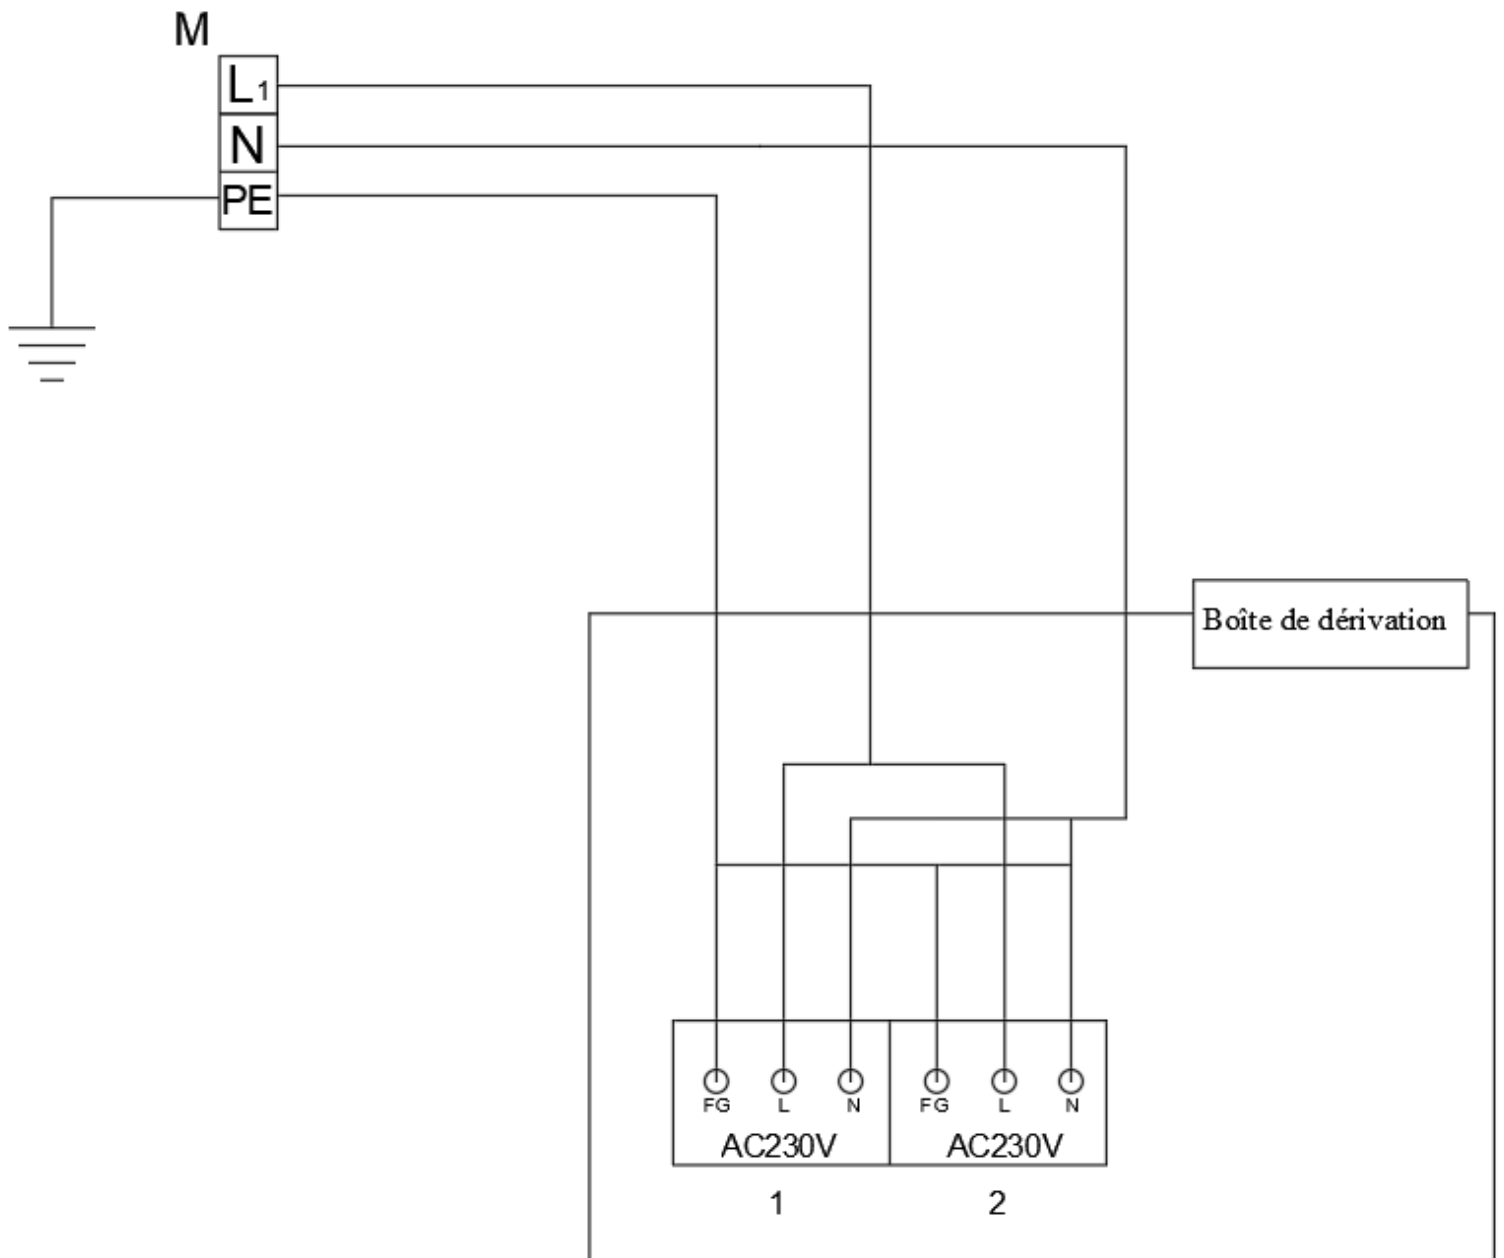 M
L1
N
PE
Boîte de dérivation
FG L N FG L N
AC230V AC230V
1 2